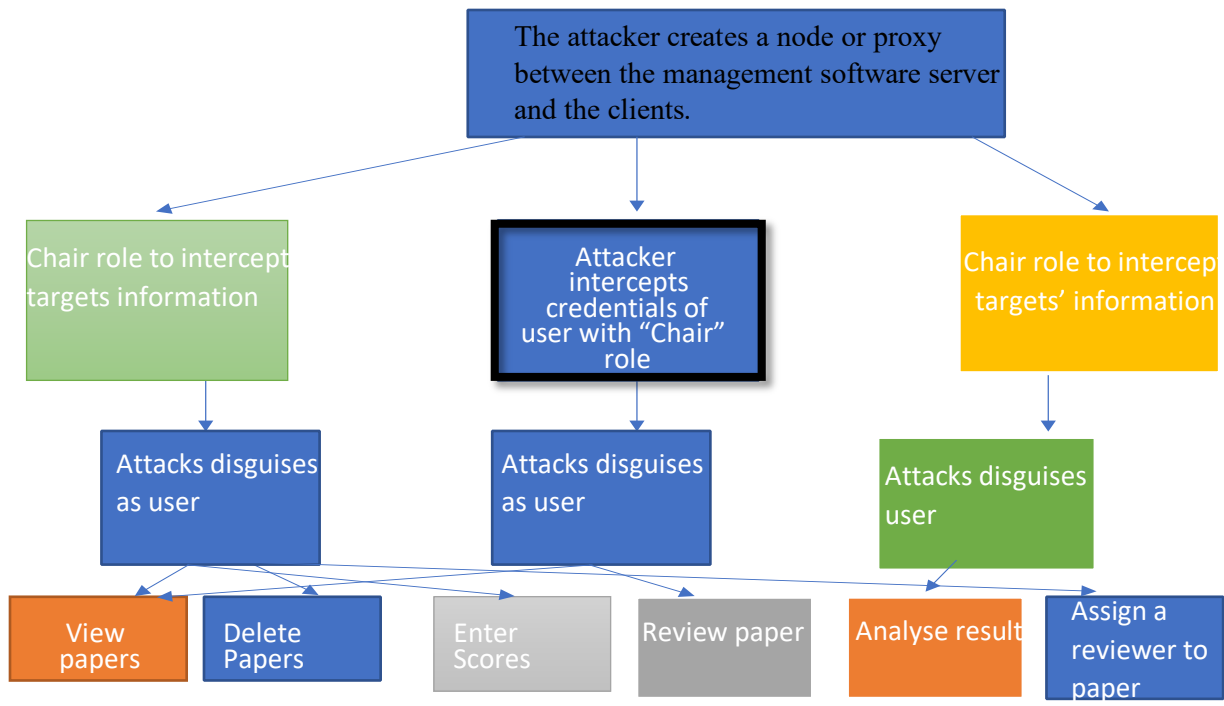 The attacker creates a node or proxy
between the management software server
and the clients.
Chair role to intercept
targets information
Attacker
intercepts
credentials of
user with “Chair”
role
Chair role to intercep
targets’ information
Attacks disguises
as user
Attacks disguises
as user
Attacks disguises
user
View
papers
Delete
Papers
Enter
Scores
Review paper
Analyse result
Assign a
reviewer to
paper